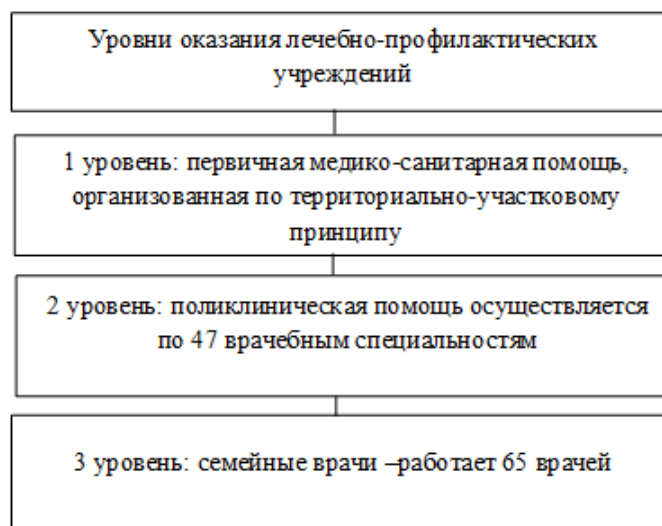 Уровни оказания лечебно-профилактических
учреждений
1 уровень: первичная медико-санитарная помощь,
организованная по территориально-участковому
принципу
2 уровень: поликлиническая помощь осуществляется
по 47 врачебным специальностям
3 уровень: семейные врачи –работает 65 врачей